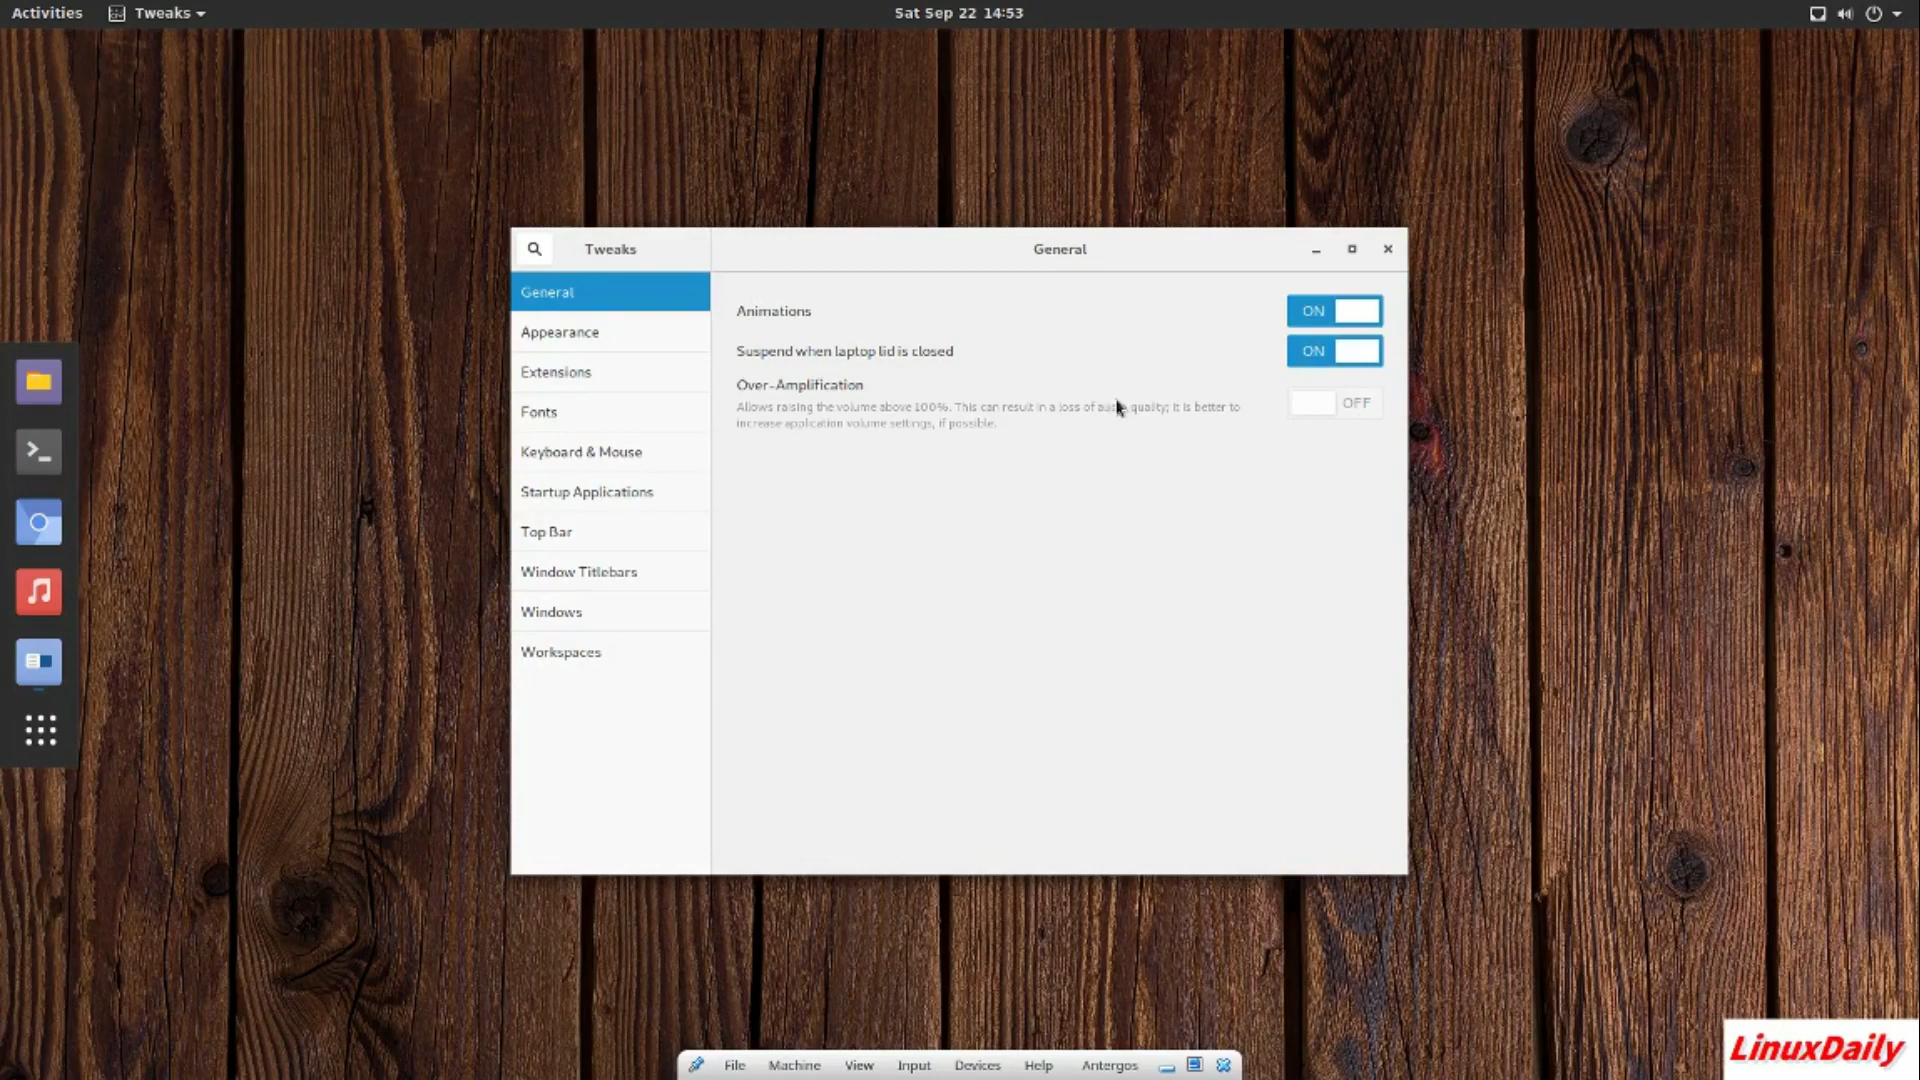 Activities
Tweaks
Sat Sep 22 14:53
Tweaks
General
General
Appearance
Extensions
Fonts
Keyboard & Mouse
Startup Applications
Top Bar
Window Titlebars
Windows
Workspaces
Animations
ON
Suspend when laptop lid is closed
ON
Over-Amplification
Allows raising the volume above 100%. This can result in a loss of quality; it is better to
increase application volume settings, if possible.
OFF
File Machine View Input Devices Help Antergos
LinuxDaily